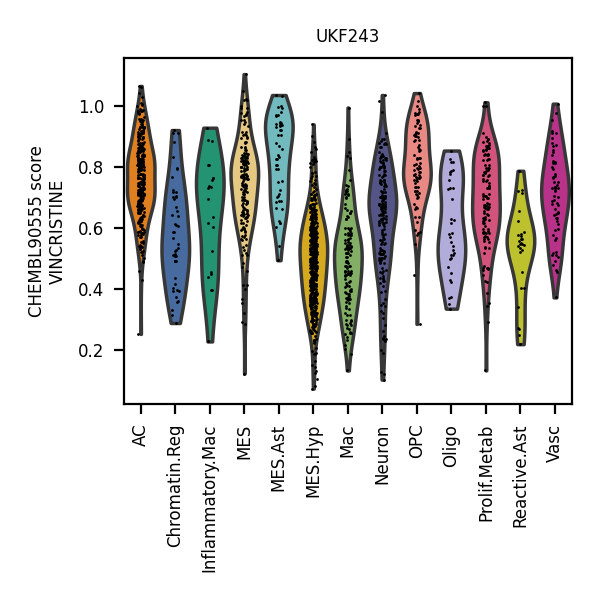 UKF243
CHEMBL90555 score
VINCRISTINE
1.0
0.8
0.6
0.4
0.2
AC
Chromatin.Reg
Inflammatory.Mac
MES
MES.Ast
MES.Hyp
Mac
Neuron
OPC
Oligo
Prolif.Metab
Reactive.Ast
Vasc